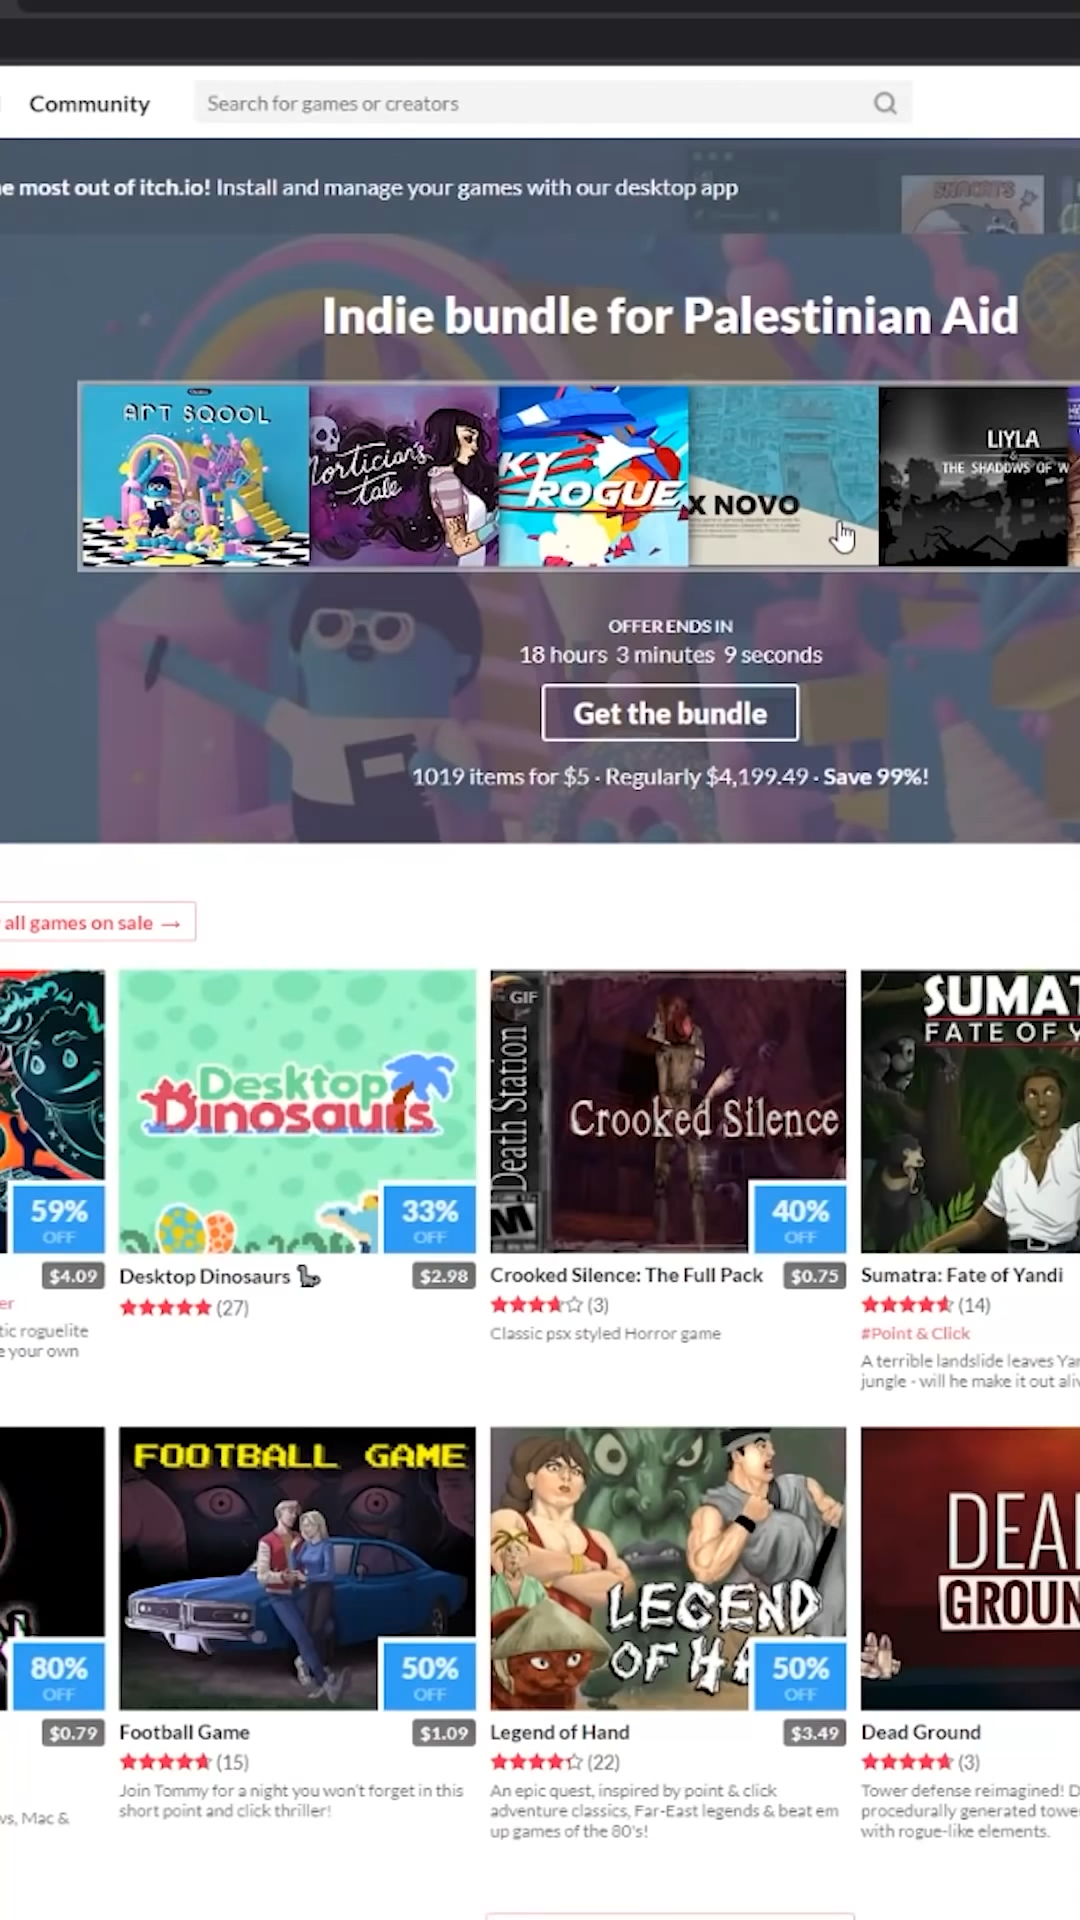 Community
Search for games or creators
e most out of itch.io! Install and manage your games with our desktop app
SNACATS
Indie bundle for Palestinian Aid
ART SQOOL
Mortician's
tale
KY
ROGUE
X NOVO
LIYLA
&
THE SHADOWS OF W
OFFER ENDS IN
18 hours 3 minutes 9 seconds
Get the bundle
1019 items for $5 · Regularly $4,199.49 · Save 99%!
all games on sale →
59%
OFF
Desktop
Dinosaurs
33%
OFF
GIF
Death Station
Crooked Silence
M
40%
OFF
SUMAT
FATE OF Y
$4.09
Desktop Dinosaurs 🦕
$2.98
Crooked Silence: The Full Pack
$0.75
Sumatra: Fate of Yandi
er
★★★★★ (27)
(3)
(14)
tic roguelite
e your own
Classic psx styled Horror game
#Point & Click
A terrible landslide leaves Yan
jungle - will he make it out aliv
80%
OFF
FOOTBALL GAME
50%
OFF
LEGEND
OF HA
50%
OFF
DEA
GROUN
$0.79
Football Game
$1.09
Legend of Hand
$3.49
Dead Ground
(15)
(22)
(3)
ws, Mac &
Join Tommy for a night you won't forget in this
short point and click thriller!
An epic quest, inspired by point & click
adventure classics, Far-East legends & beat em
up games of the 80's!
Tower defense reimagined! D
procedurally generated towe
with rogue-like elements.